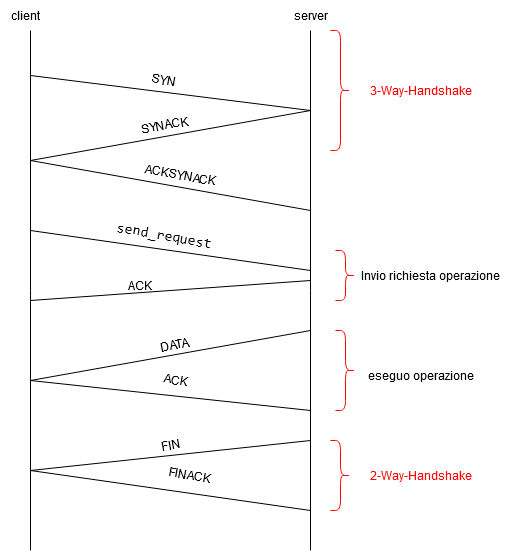 client
server
SYN
3-Way-Handshake
SYNACK
ACKSYNACK
send_request
Invio richiesta operazione
ACK
DATA
eseguo operazione
ACK
FIN
FINACK
2-Way-Handshake